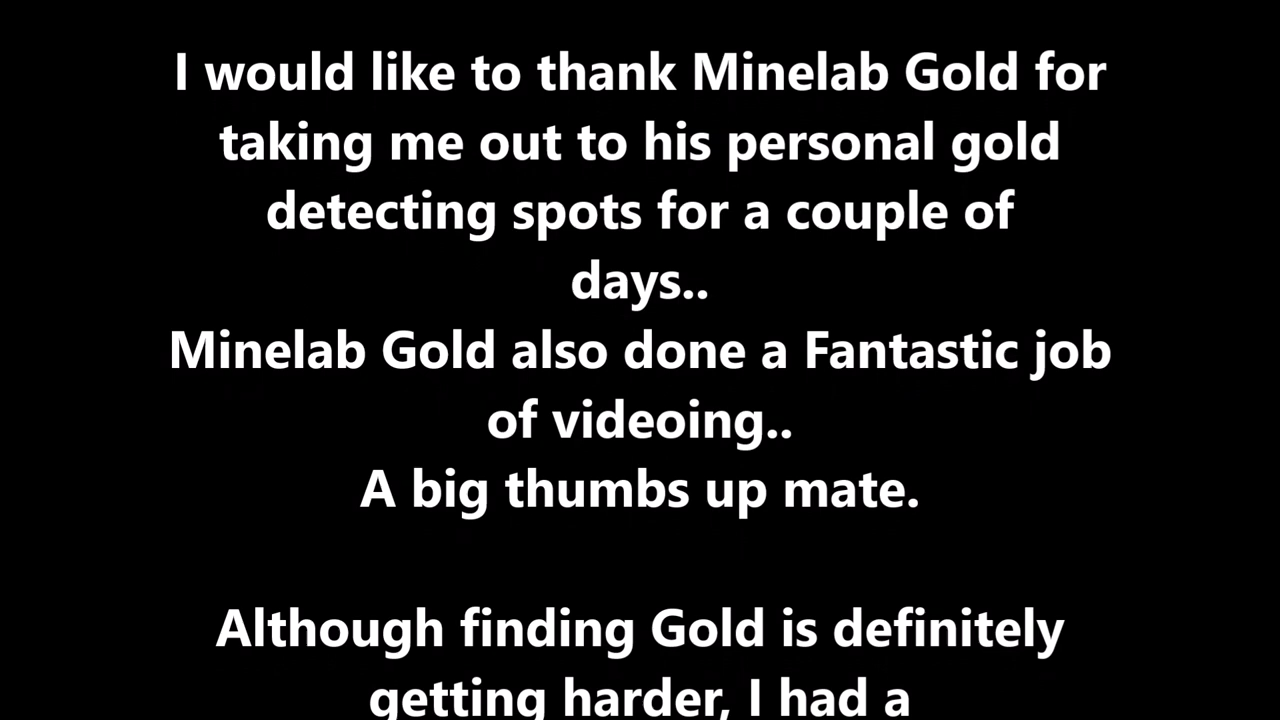 I would like to thank Minelab Gold for
taking me out to his personal gold
detecting spots for a couple of
days..
Minelab Gold also done a Fantastic job
of videoing..
A big thumbs up mate.
Although finding Gold is definitely
getting harder, I had a